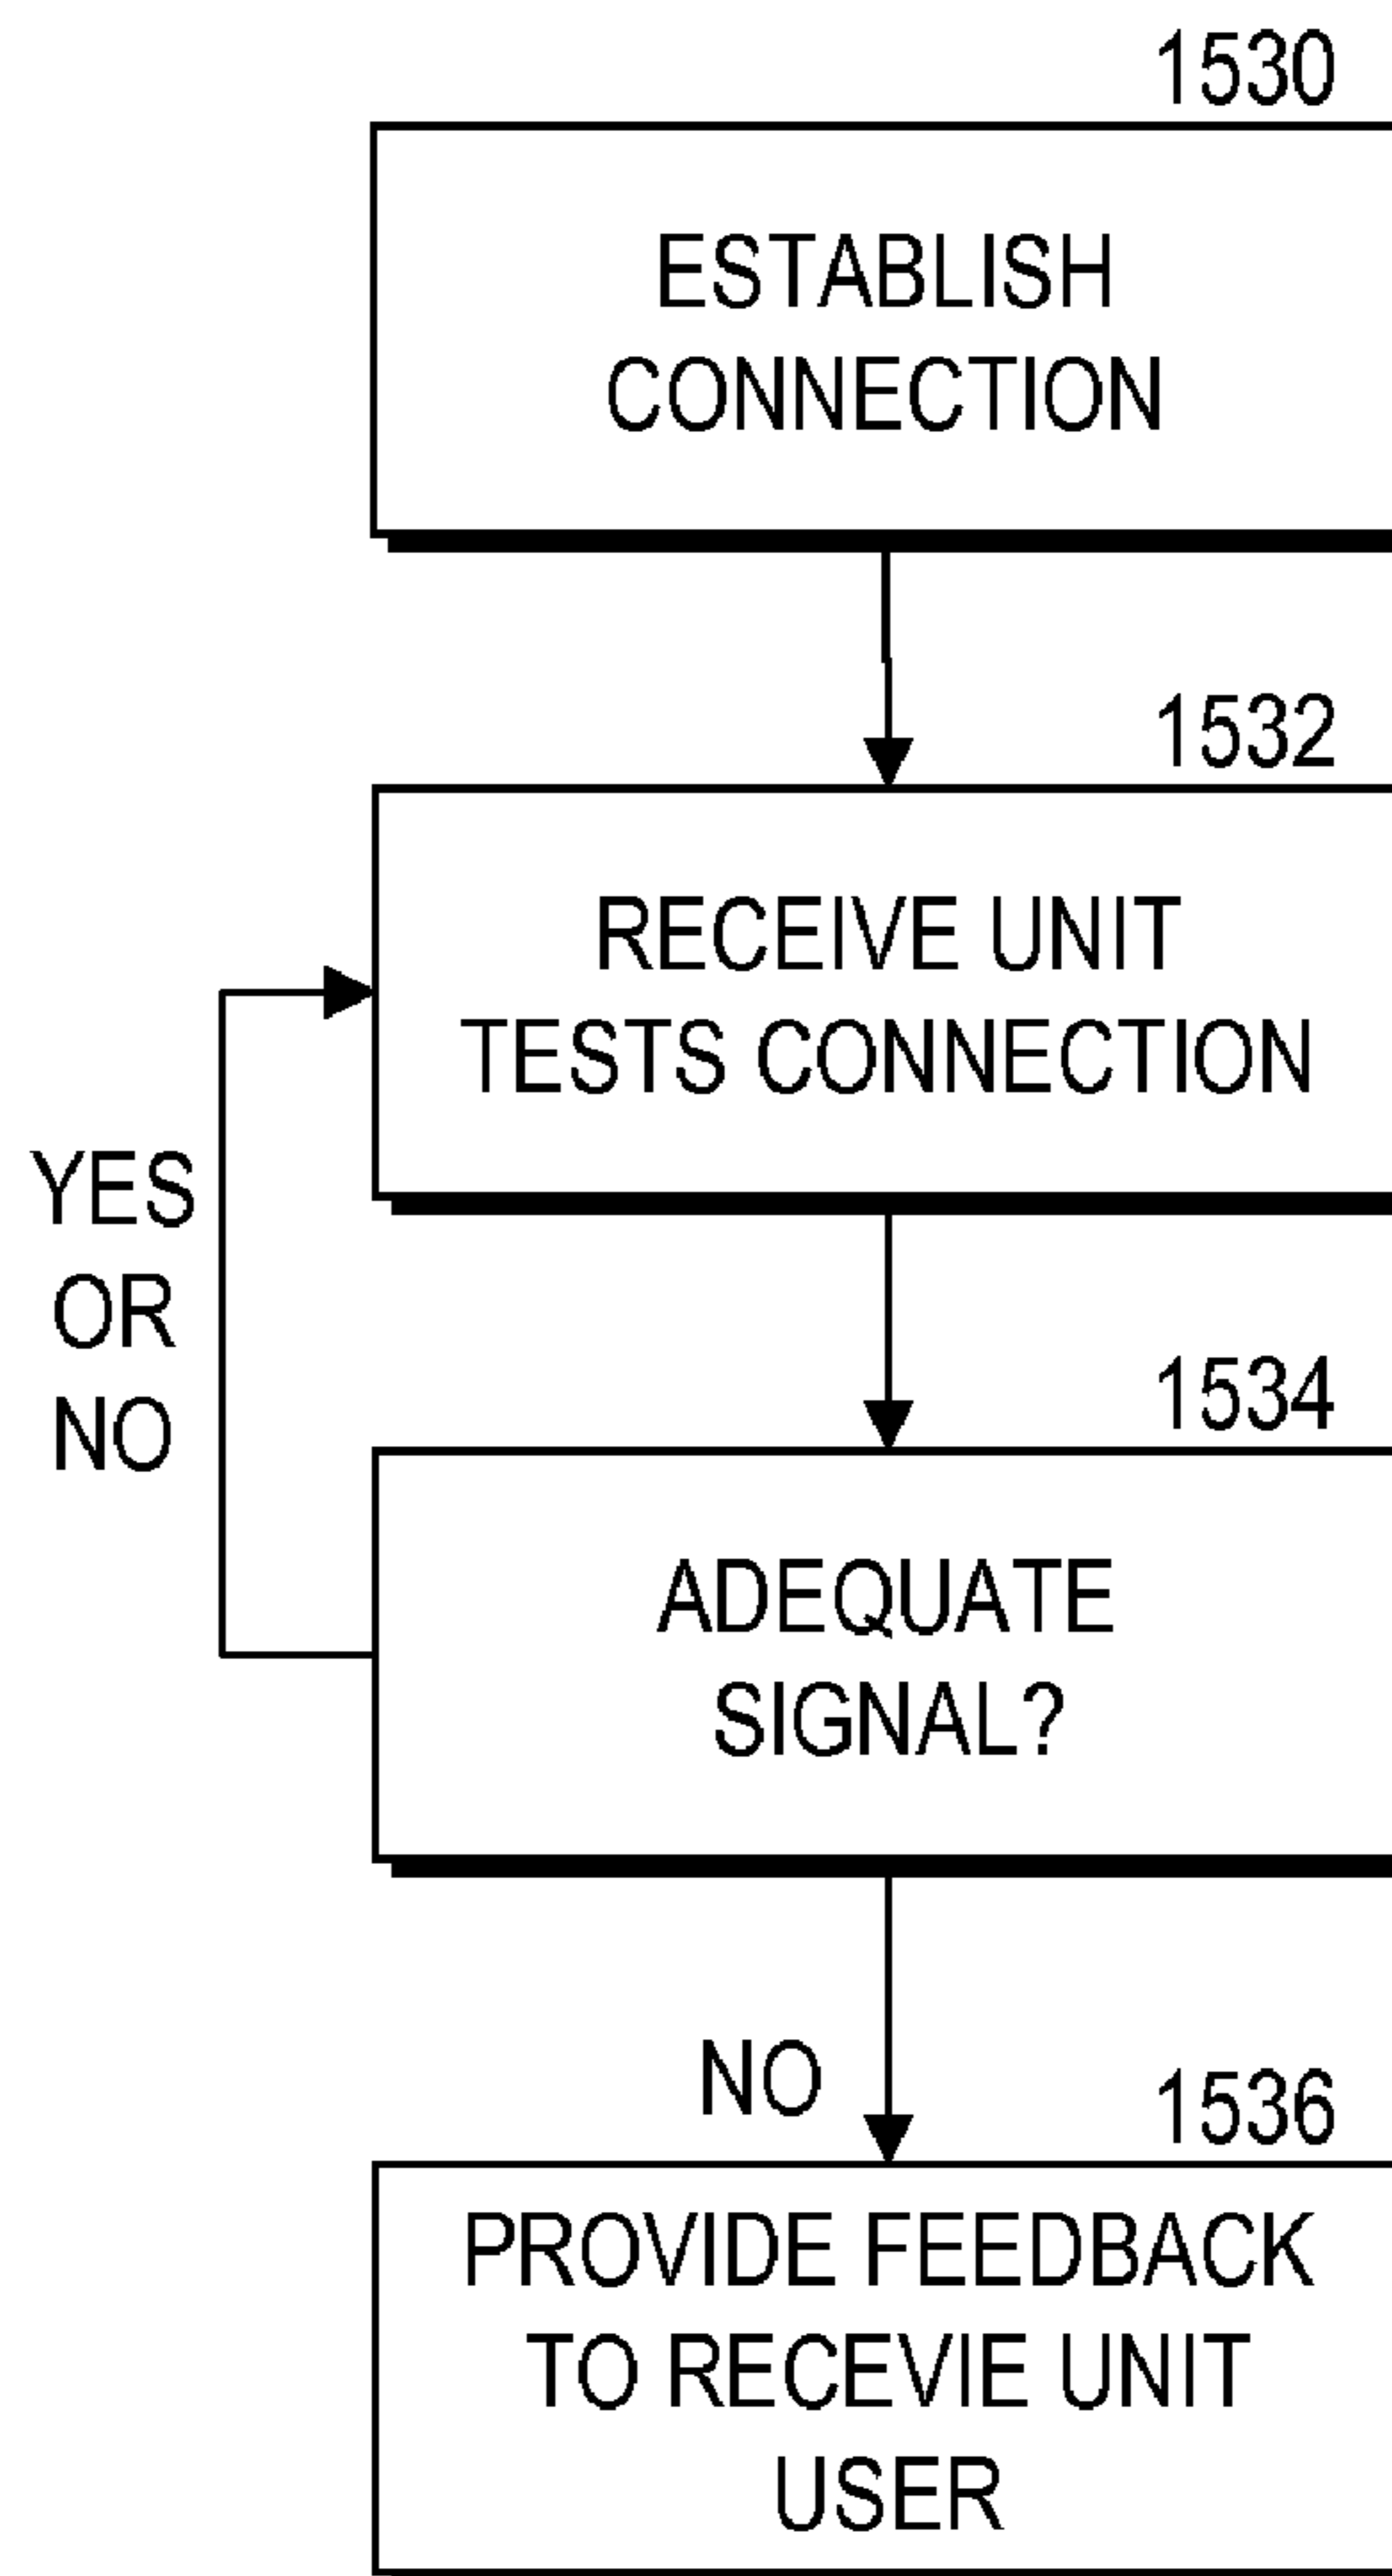 1530
ESTABLISH
CONNECTION
1532
RECEIVE UNIT
TESTS CONNECTION
YES
OR
NO
1534
ADEQUATE
SIGNAL?
NO
1536
PROVIDE FEEDBACK
TO RECEVIE UNIT
USER